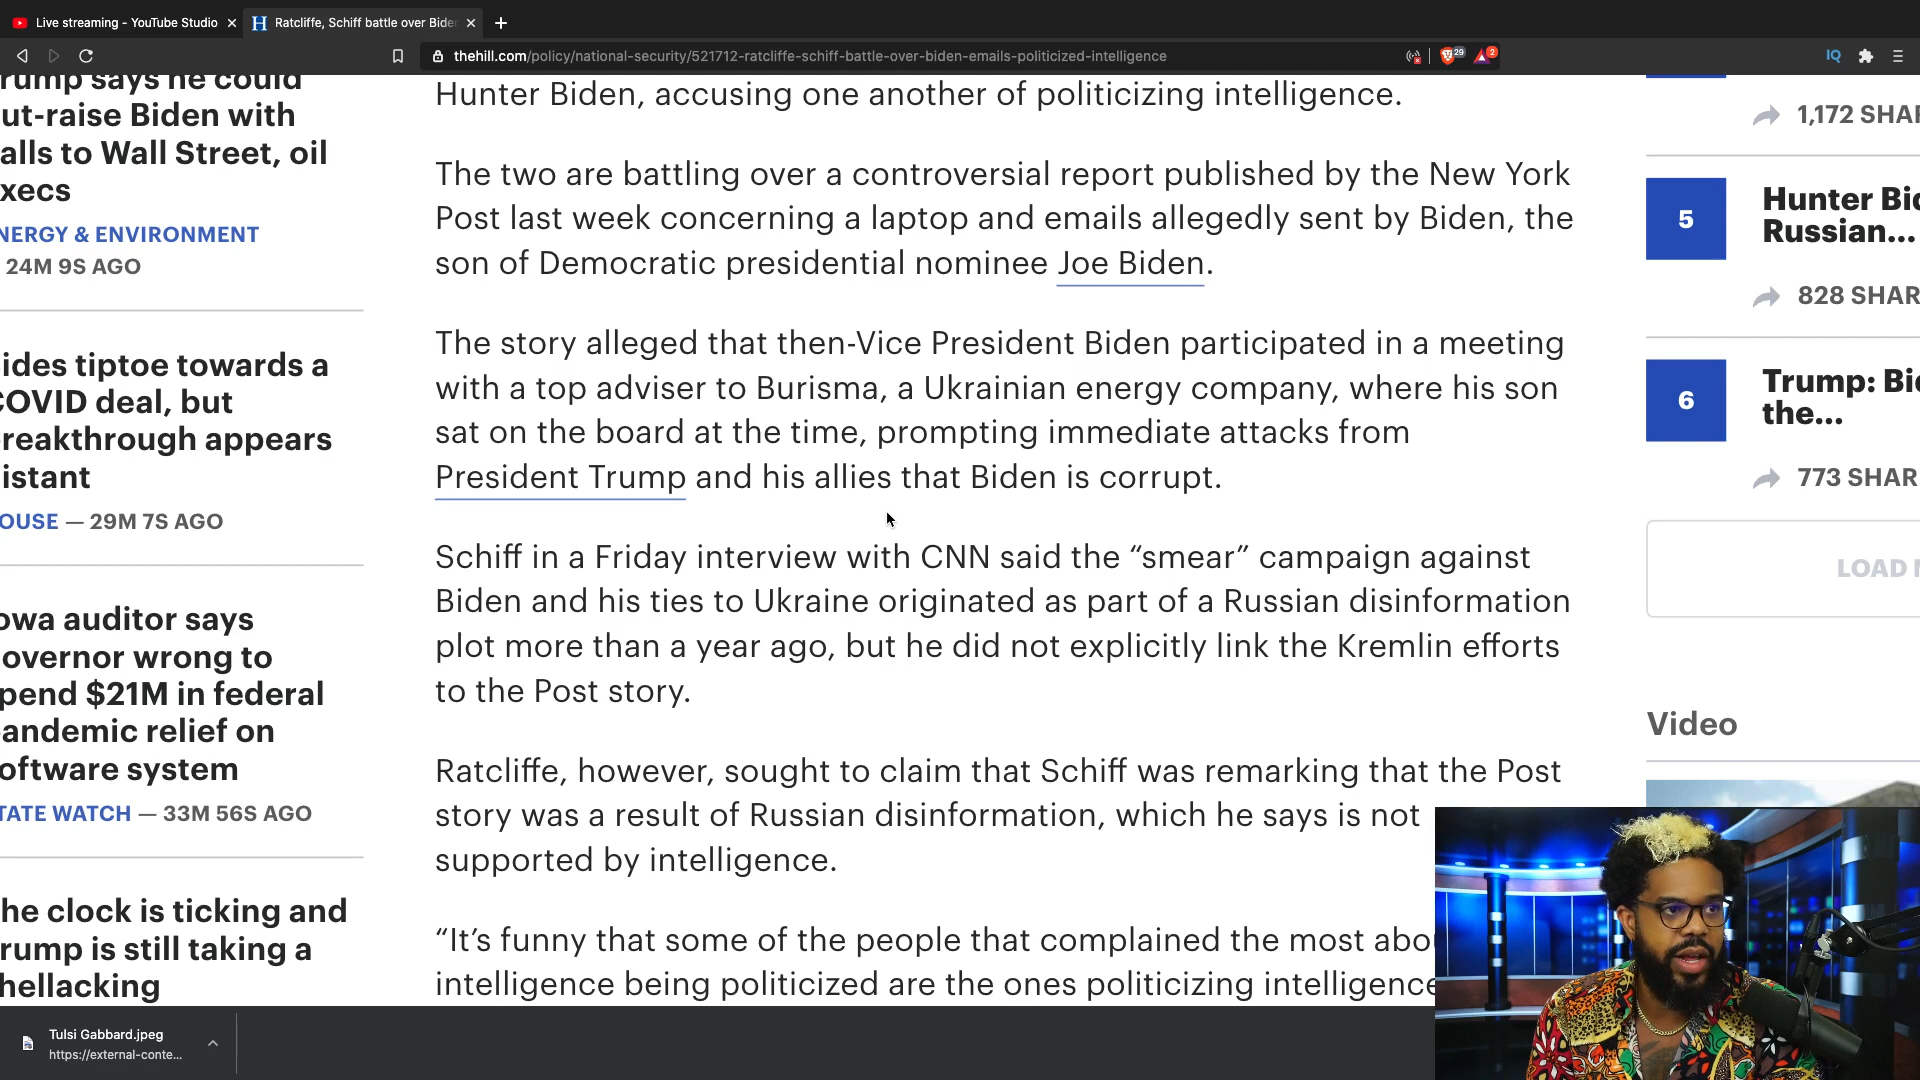 Live streaming - YouTube Studio
Ratcliffe, Schiff battle over Bide
thehill.com/policy/national-security/521712-ratcliffe-schiff-battle-over-biden-emails-politicized-intelligence
29
2
IQ
rump says he could
ut-raise Biden with
alls to Wall Street, oil
xecs
NERGY & ENVIRONMENT
24M 9S AGO
ides tiptoe towards a
COVID deal, but
reakthrough appears
istant
OUSE — 29M 7S AGO
owa auditor says
overnor wrong to
pend $21M in federal
andemic relief on
oftware system
TATE WATCH — 33M 56S AGO
he clock is ticking and
rump is still taking a
hellacking
Hunter Biden, accusing one another of politicizing intelligence.
The two are battling over a controversial report published by the New York
Post last week concerning a laptop and emails allegedly sent by Biden, the
son of Democratic presidential nominee Joe Biden.
The story alleged that then-Vice President Biden participated in a meeting
with a top adviser to Burisma, a Ukrainian energy company, where his son
sat on the board at the time, prompting immediate attacks from
President Trump and his allies that Biden is corrupt.
Schiff in a Friday interview with CNN said the “smear” campaign against
Biden and his ties to Ukraine originated as part of a Russian disinformation
plot more than a year ago, but he did not explicitly link the Kremlin efforts
to the Post story.
Ratcliffe, however, sought to claim that Schiff was remarking that the Post
story was a result of Russian disinformation, which he says is not
supported by intelligence.
“It’s funny that some of the people that complained the most abou
intelligence being politicized are the ones politicizing intelligence
1,172 SHAR
5
Hunter Bid
Russian...
828 SHAR
6
Trump: Bid
the...
773 SHAR
LOAD M
Video
Tulsi Gabbard.jpeg
https://external-conte...